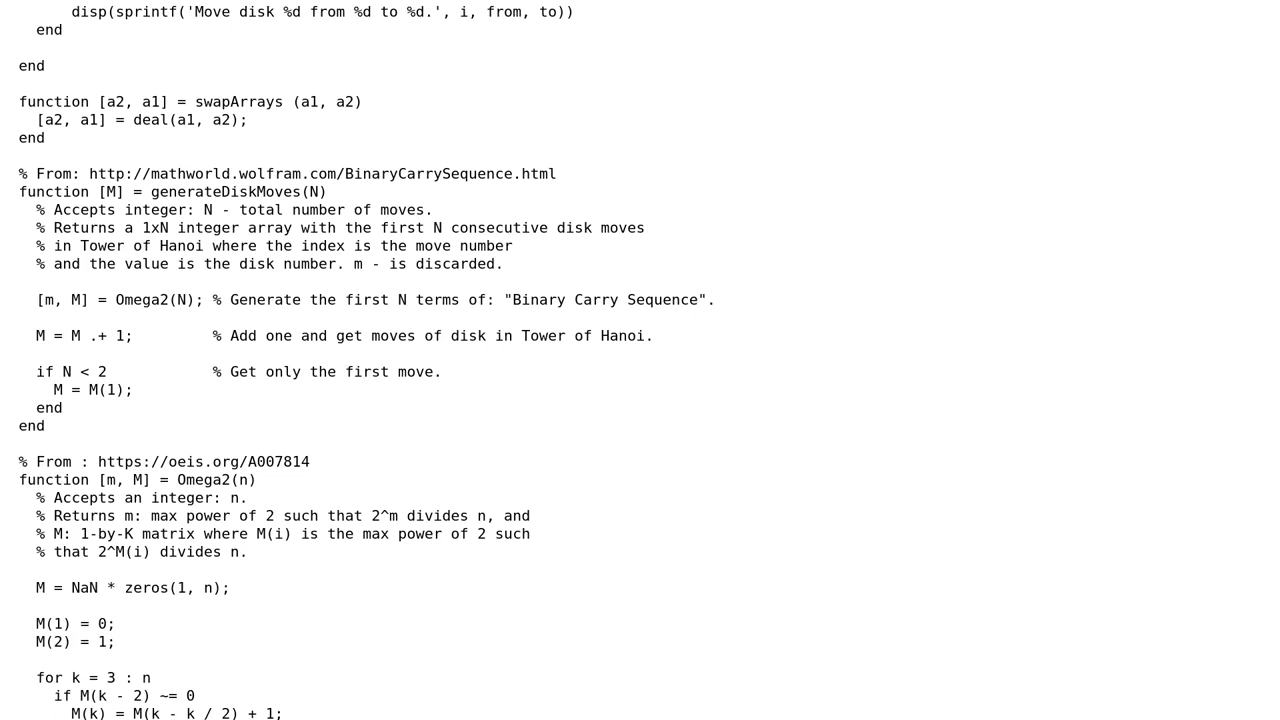 disp(sprintf('Move disk %d from %d to %d.', i, from, to))
end
end
function [a2, a1] = swapArrays (a1, a2)
[a2, a1] = deal(a1, a2);
end
% From: http://mathworld.wolfram.com/BinaryCarrySequence.html
function [M] = generateDiskMoves(N)
% Accepts integer: N - total number of moves.
% Returns a 1xN integer array with the first N consecutive disk moves
% in Tower of Hanoi where the index is the move number
% and the value is the disk number. m - is discarded.
[m, M] = Omega2(N); % Generate the first N terms of: "Binary Carry Sequence".
M = M .+ 1;         % Add one and get moves of disk in Tower of Hanoi.
if N < 2            % Get only the first move.
M = M(1);
end
end
% From : https://oeis.org/A007814
function [m, M] = Omega2(n)
% Accepts an integer: n.
% Returns m: max power of 2 such that 2^m divides n, and
% M: 1-by-K matrix where M(i) is the max power of 2 such
% that 2^M(i) divides n.
M = NaN * zeros(1, n);
M(1) = 0;
M(2) = 1;
for k = 3 : n
if M(k - 2) ~= 0
M(k) = M(k - k / 2) + 1;